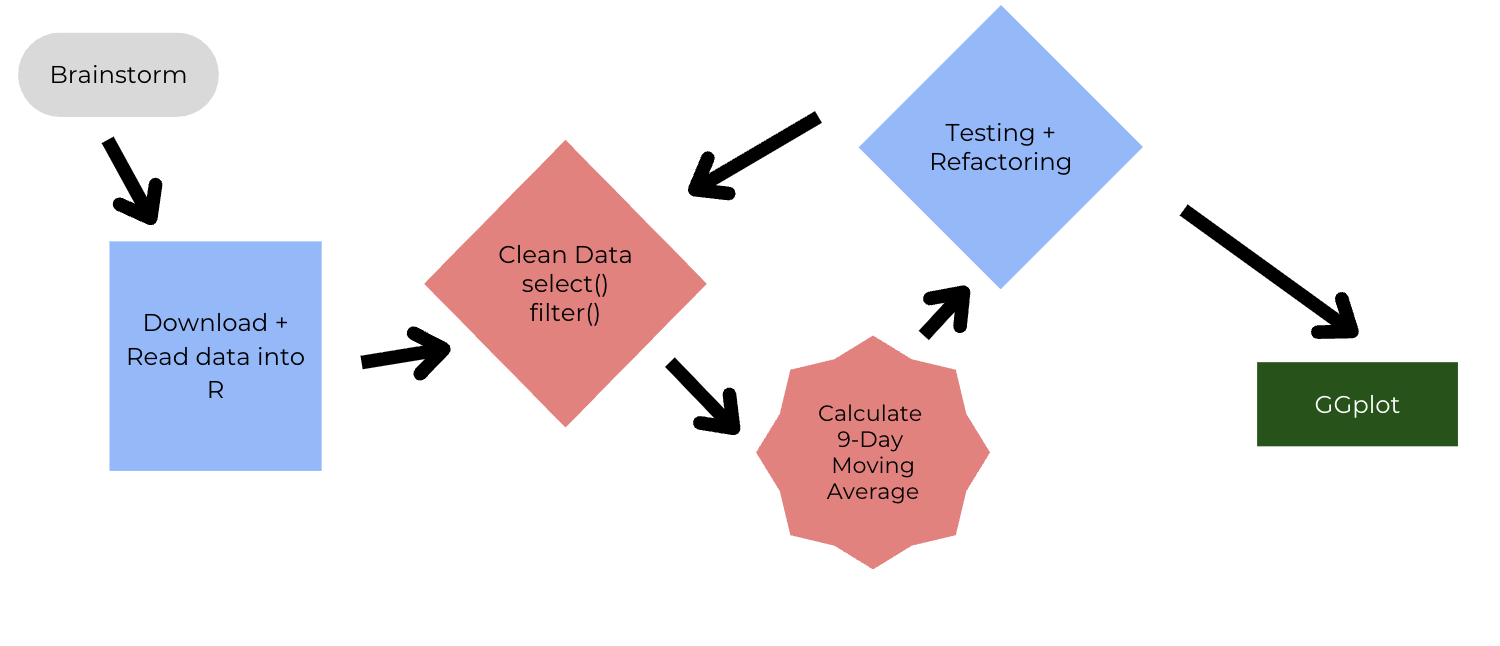 Brainstorm
Download +
Read data into
R
Clean Data
select()
filter()
Calculate
9-Day
Moving
Average
Testing +
Refactoring
GGplot